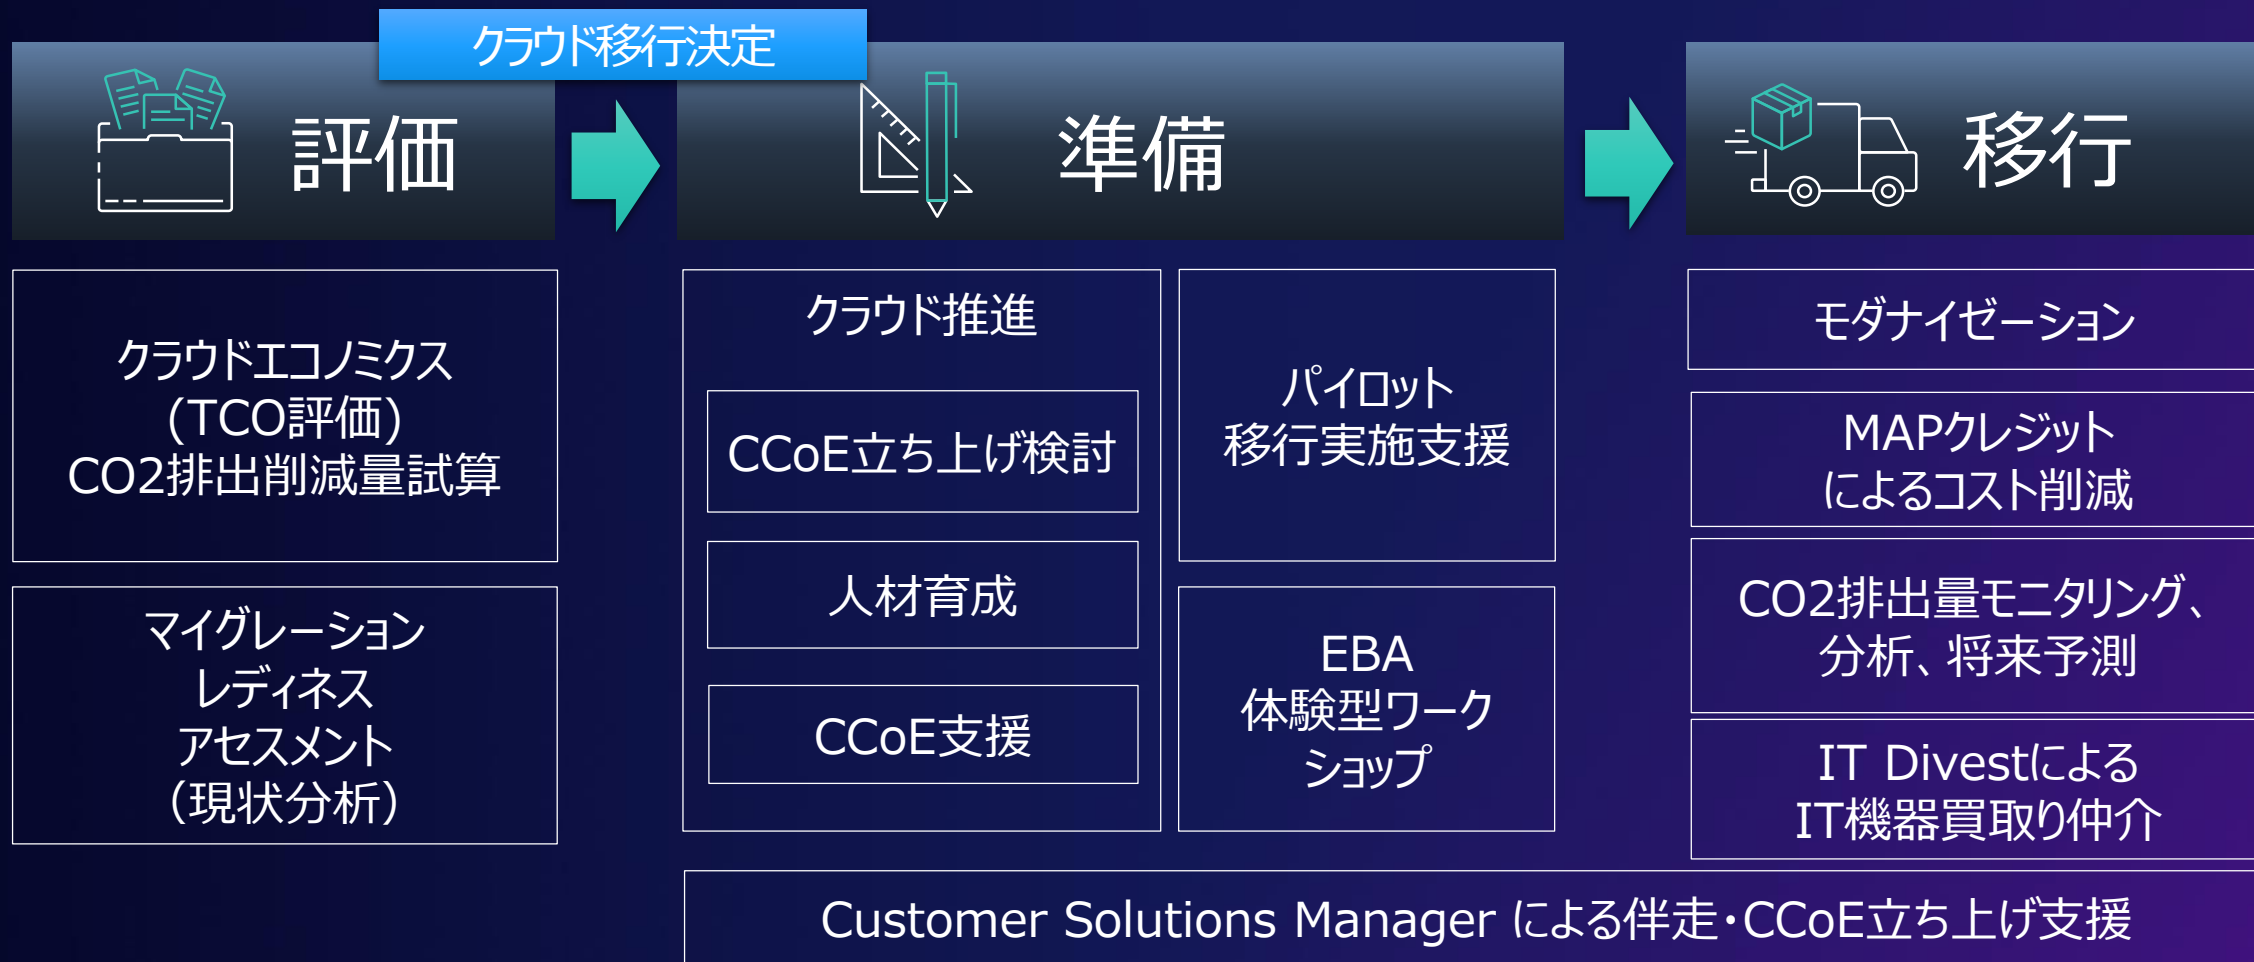 クラウド移行決定
評価
準備
移行
クラウドエコノミクス
(TCO評価)
CO2排出削減量試算
マイグレーション
レディネス
アセスメント
（現状分析）
クラウド推進
CCoE立ち上げ検討
人材育成
CCoE支援
パイロット
移行実施支援
EBA
体験型ワーク
ショップ
モダナイゼーション
MAPクレジット
によるコスト削減
CO2排出量モニタリング、
分析、将来予測
IT Divestによる
IT機器買取り仲介
Customer Solutions Manager による伴走・CCoE立ち上げ支援